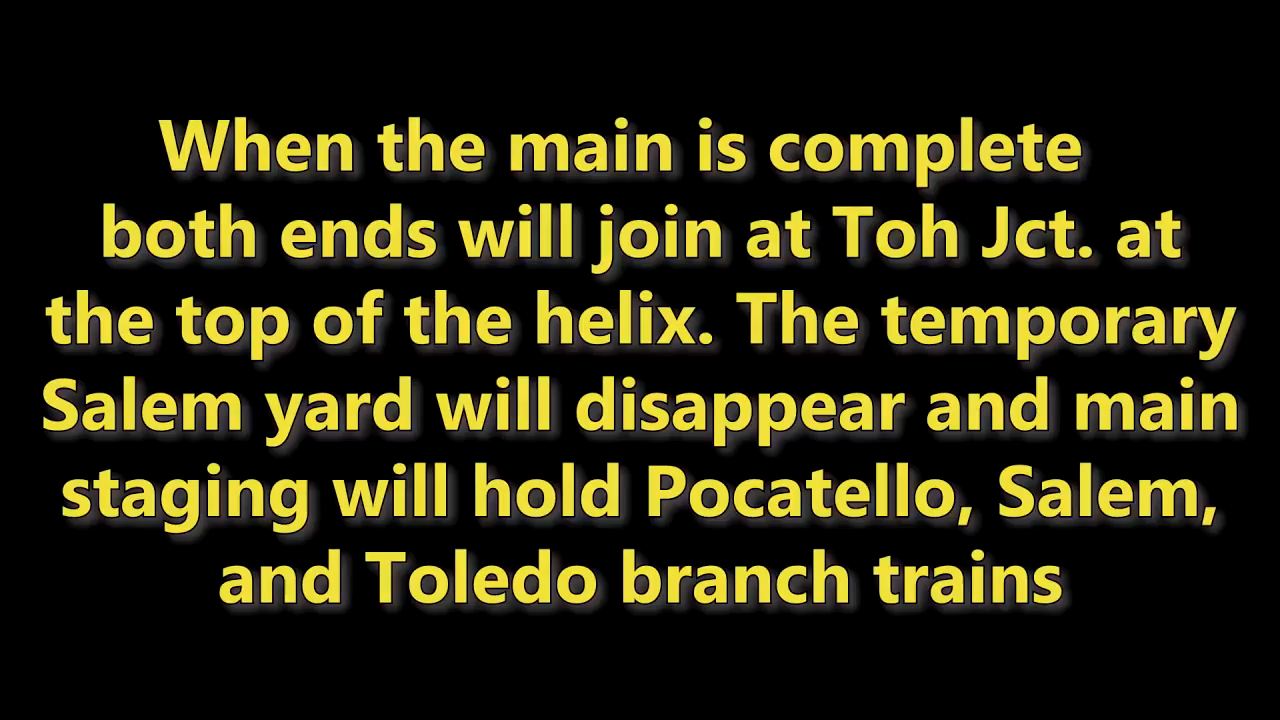 When the main is complete
both ends will join at Toh Jct. at
the top of the helix. The temporary
Salem yard will disappear and main
staging will hold Pocatello, Salem,
and Toledo branch trains